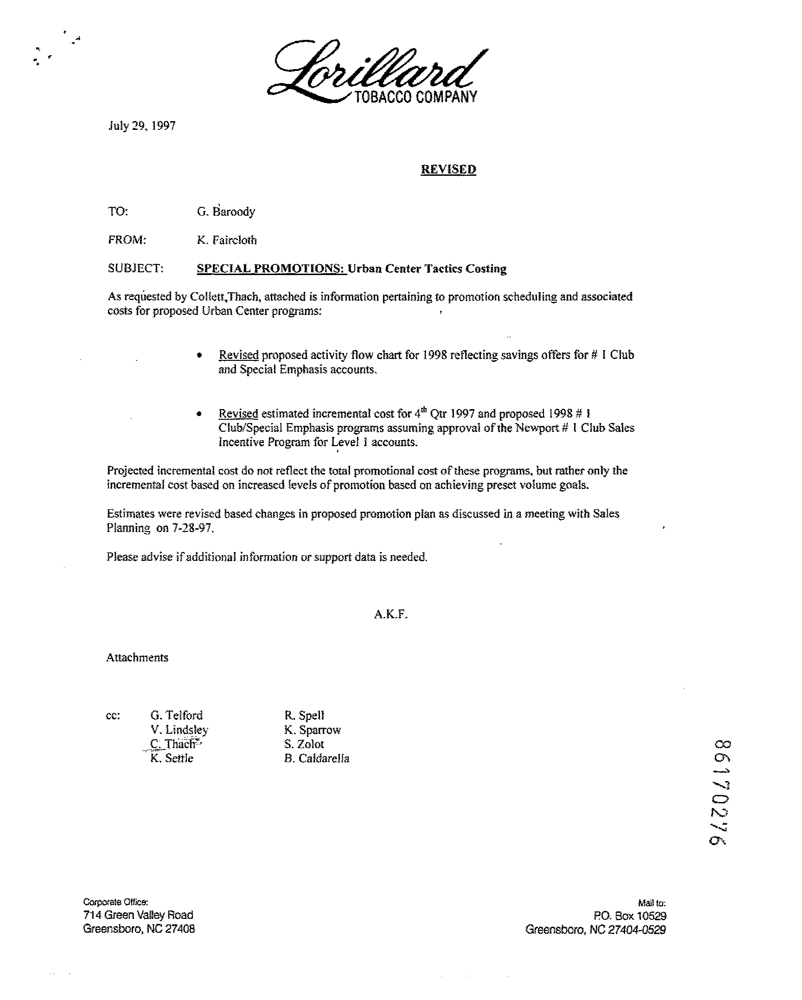 Lorillard
TOBACCO COMPANY
July 29, 1997
REVISED
TO: G. Baroody
FROM: K. Faircloth
SUBJECT: SPECIAL PROMOTIONS: Urban Center Tactics Costing
As requested by Collett,Thach, attached is information pertaining to promotion scheduling and associated
costs for proposed Urban Center programs:
• Revised proposed activity flow chart for 1998 reflecting savings offers for # 1 Club
and Special Emphasis accounts.
• Revised estimated incremental cost for 4th Qtr 1997 and proposed 1998 # 1
Club/Special Emphasis programs assuming approval of the Newport # 1 Club Sales
Incentive Program for Level 1 accounts.
Projected incremental cost do not reflect the total promotional cost of these programs, but rather only the
incremental cost based on increased levels of promotion based on achieving preset volume goals.
Estimates were revised based changes in proposed promotion plan as discussed in a meeting with Sales
Planning on 7-28-97.
Please advise if additional information or support data is needed.
A.K.F.
Attachments
cc: G. Telford R. Spell
V. Lindsley K. Sparrow
C. Thach S. Zolot
K. Settle B. Caldarella
86170276
Corporate Office: Mail to:
714 Green Valley Road P.O. Box 10529
Greensboro, NC 27408 Greensboro, NC 27404-0529